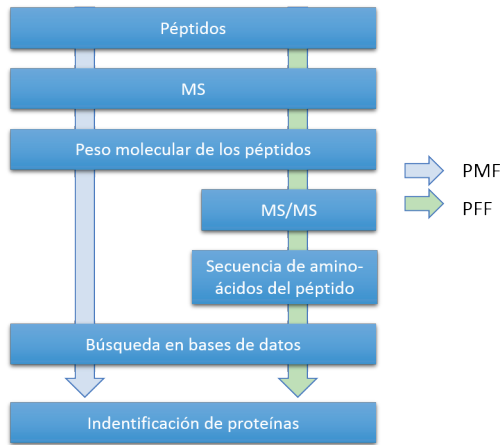 Péptidos
MS
Peso molecular de los péptidos
PMF
MS/MS
PFF
Secuencia de amino-
ácidos del péptido
Búsqueda en bases de datos
Indentificación de proteínas